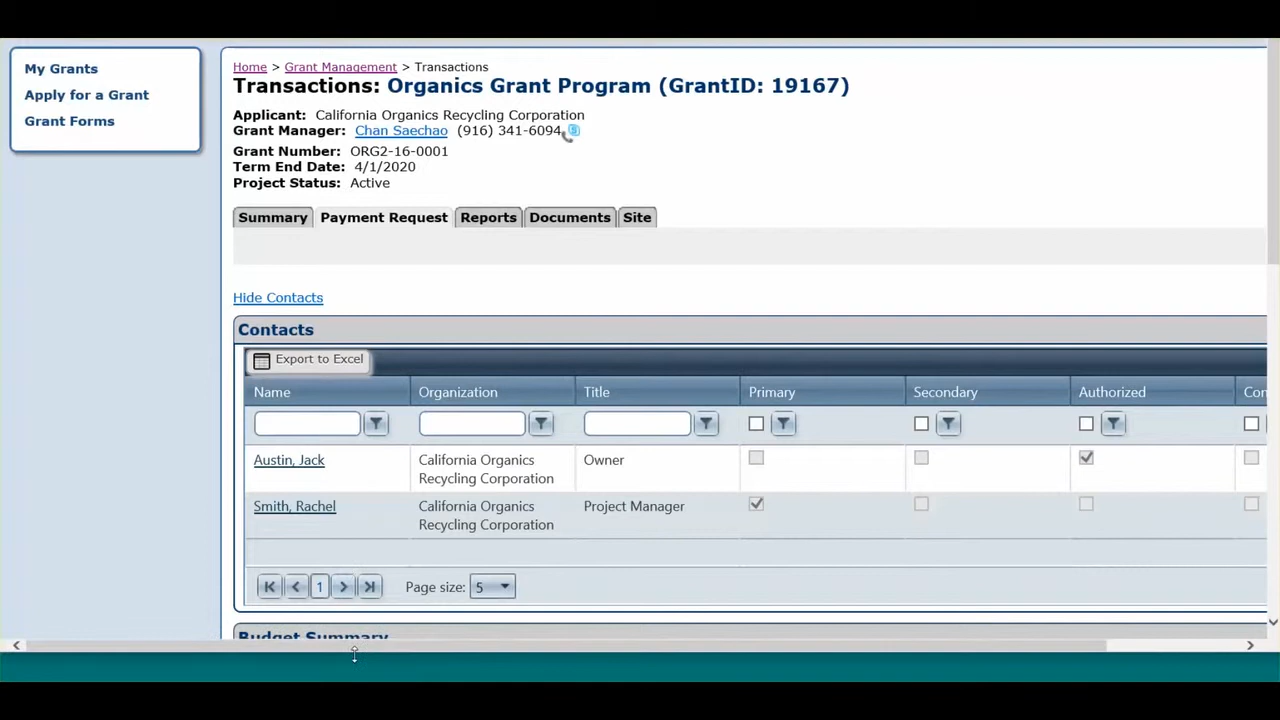 My Grants
Apply for a Grant
Grant Forms
Home > Grant Management > Transactions
Transactions: Organics Grant Program (GrantID: 19167)
Applicant: California Organics Recycling Corporation
Grant Manager: Chan Saechao (916) 341-6094
Grant Number: ORG2-16-0001
Term End Date: 4/1/2020
Project Status: Active
Summary Payment Request Reports Documents Site
Hide Contacts
Contacts
Export to Excel
Name Organization Title Primary Secondary Authorized
Austin, Jack California Organics Owner
Recycling Corporation
Smith, Rachel California Organics Project Manager
Recycling Corporation
1 Page size: 5
Budget Summary